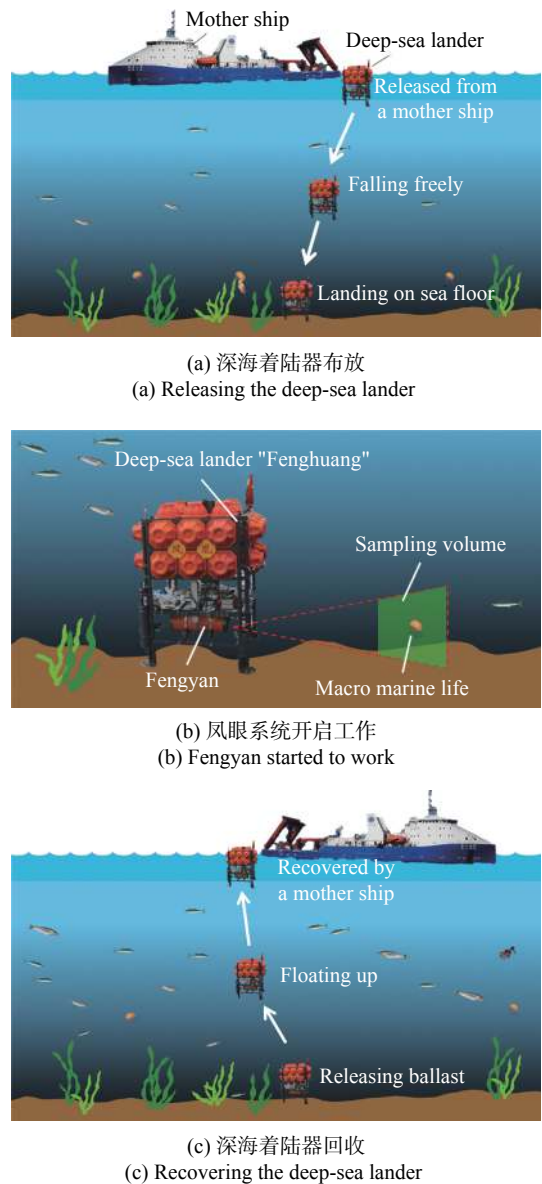 Mother ship
Deep-sea lander
Released from
a mother ship
Falling freely
Landing on sea floor
(a) 深海着陆器布放
(a) Releasing the deep-sea lander
Deep-sea lander "Fenghuang"
Sampling volume
Fengyan
Macro marine life
(b) 凤眼系统开启工作
(b) Fengyan started to work
Recovered by
a mother ship
Floating up
Releasing ballast
(c) 深海着陆器回收
(c) Recovering the deep-sea lander